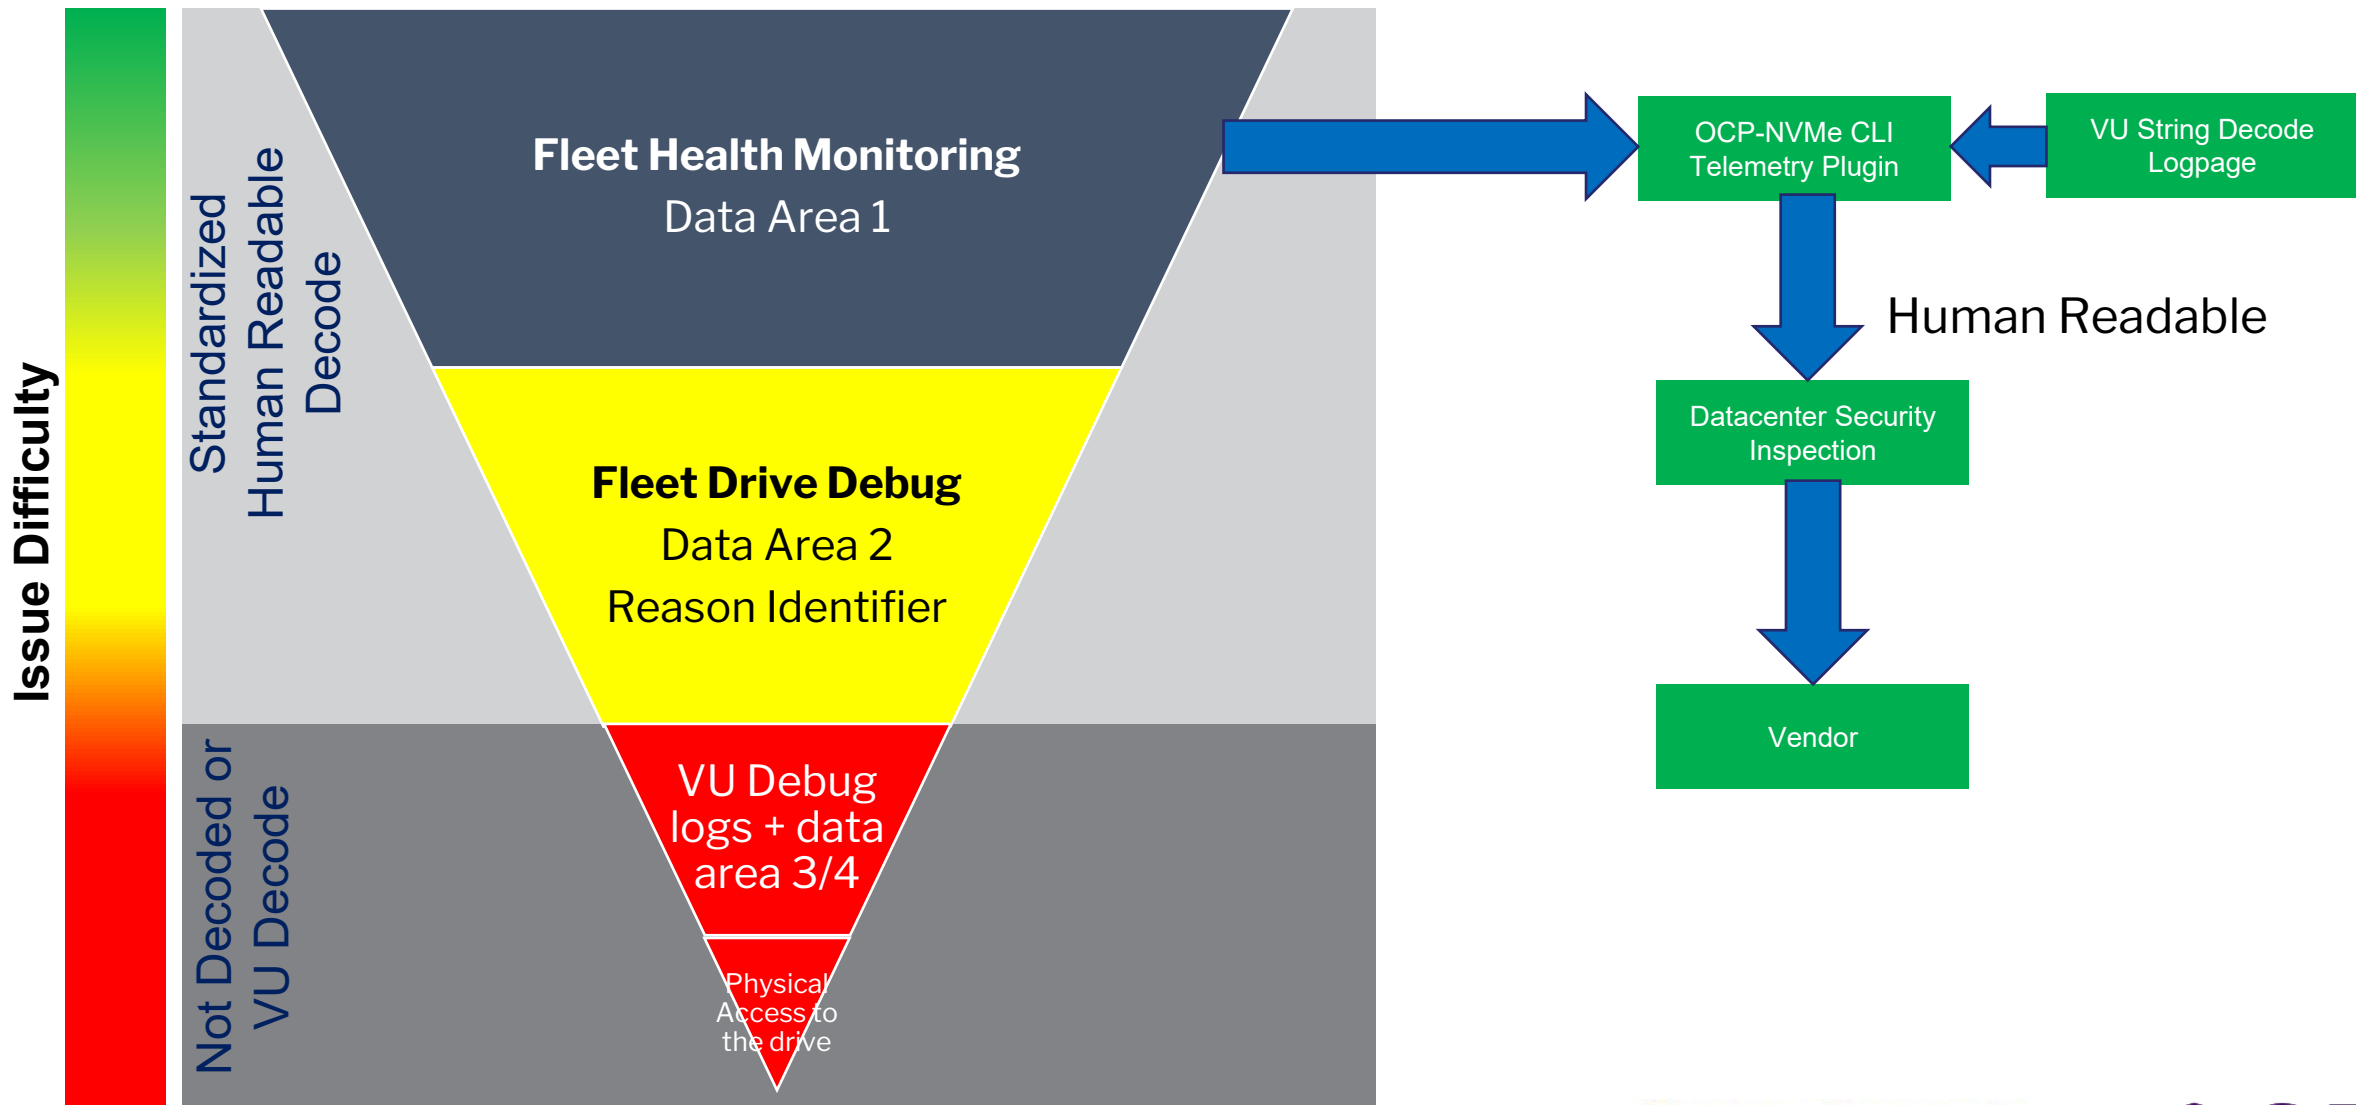 Issue Difficulty
Standardized
Human Readable
Decode
Not Decoded or
VU Decode
Fleet Health Monitoring
Data Area 1
Fleet Drive Debug
Data Area 2
Reason Identifier
VU Debug
logs + data
area 3/4
Physical
Access to
the drive
OCP-NVMe CLI
Telemetry Plugin
VU String Decode
Logpage
Human Readable
Datacenter Security
Inspection
Vendor